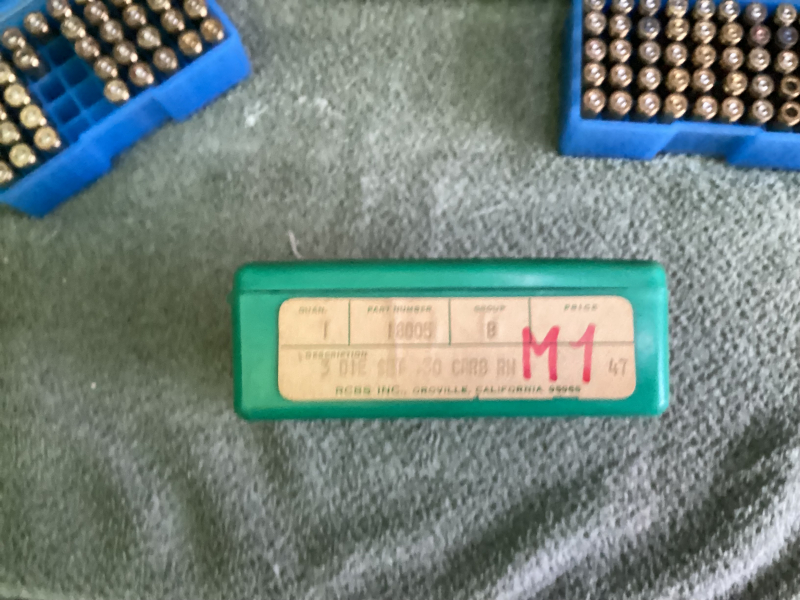 QUAN. PART NUMBER GROUP PRICE
1 18005 B
DESCRIPTION
3 DIE SET .30 CARB RN M1 47
RCBS INC., OROVILLE, CALIFORNIA 95965